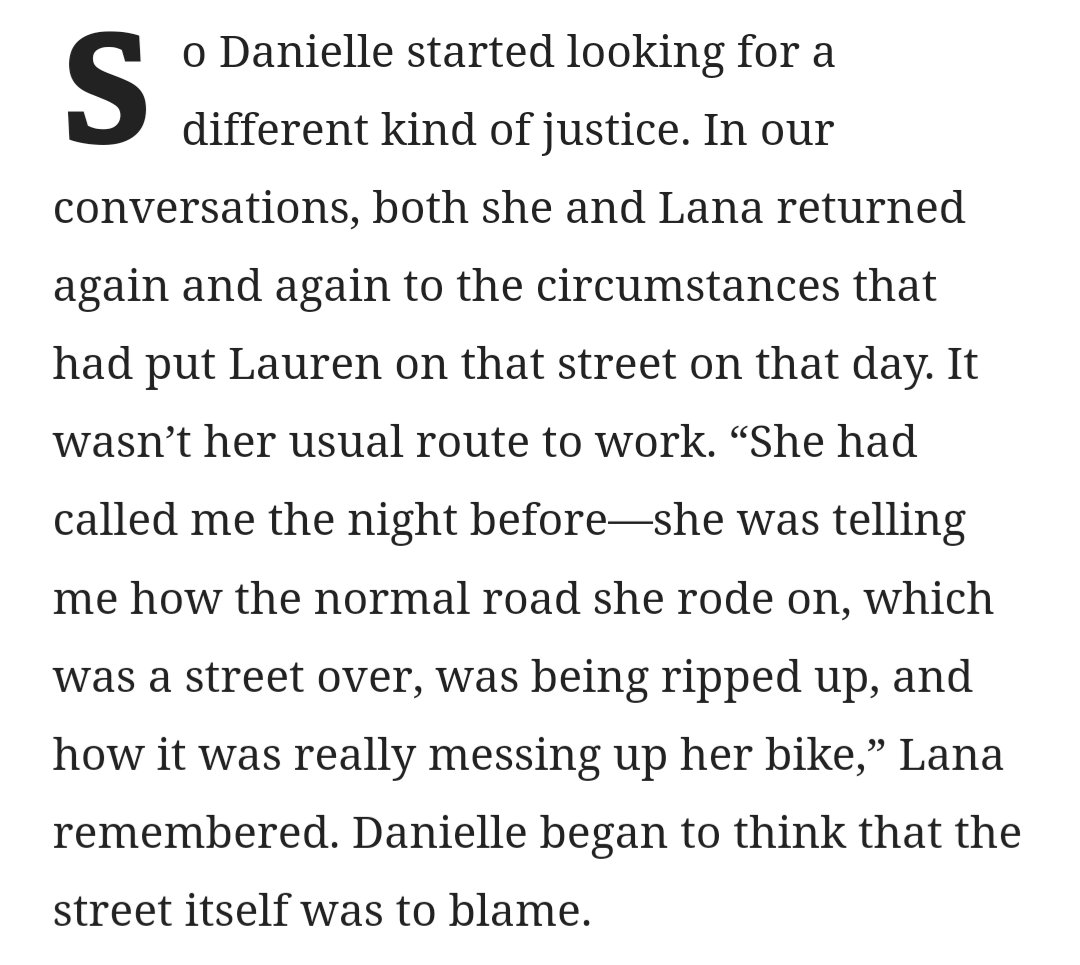 So Danielle started looking for a
different kind of justice. In our
conversations, both she and Lana returned
again and again to the circumstances that
had put Lauren on that street on that day. It
wasn’t her usual route to work. “She had
called me the night before—she was telling
me how the normal road she rode on, which
was a street over, was being ripped up, and
how it was really messing up her bike,” Lana
remembered. Danielle began to think that the
street itself was to blame.